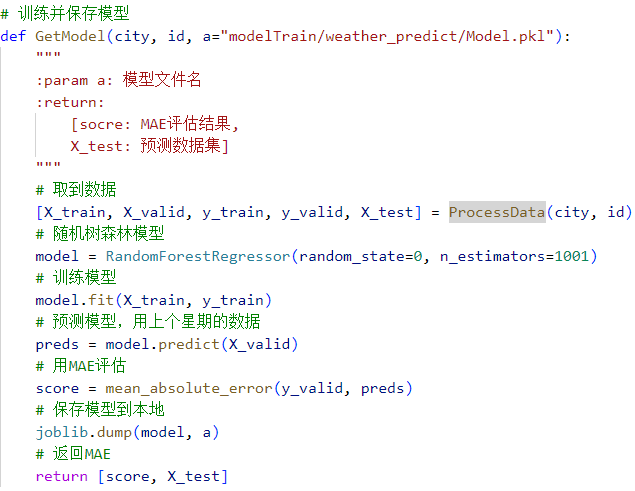 # 训练并保存模型
def GetModel(city, id, a="modelTrain/weather_predict/Model.pkl"):
    """
    :param a: 模型文件名
    :return:
        [socre: MAE评估结果,
        X_test: 预测数据集]
    """
    # 取到数据
    [X_train, X_valid, y_train, y_valid, X_test] = ProcessData(city, id)
    # 随机树森林模型
    model = RandomForestRegressor(random_state=0, n_estimators=1001)
    # 训练模型
    model.fit(X_train, y_train)
    # 预测模型，用上个星期的数据
    preds = model.predict(X_valid)
    # 用MAE评估
    score = mean_absolute_error(y_valid, preds)
    # 保存模型到本地
    joblib.dump(model, a)
    # 返回MAE
    return [score, X_test]